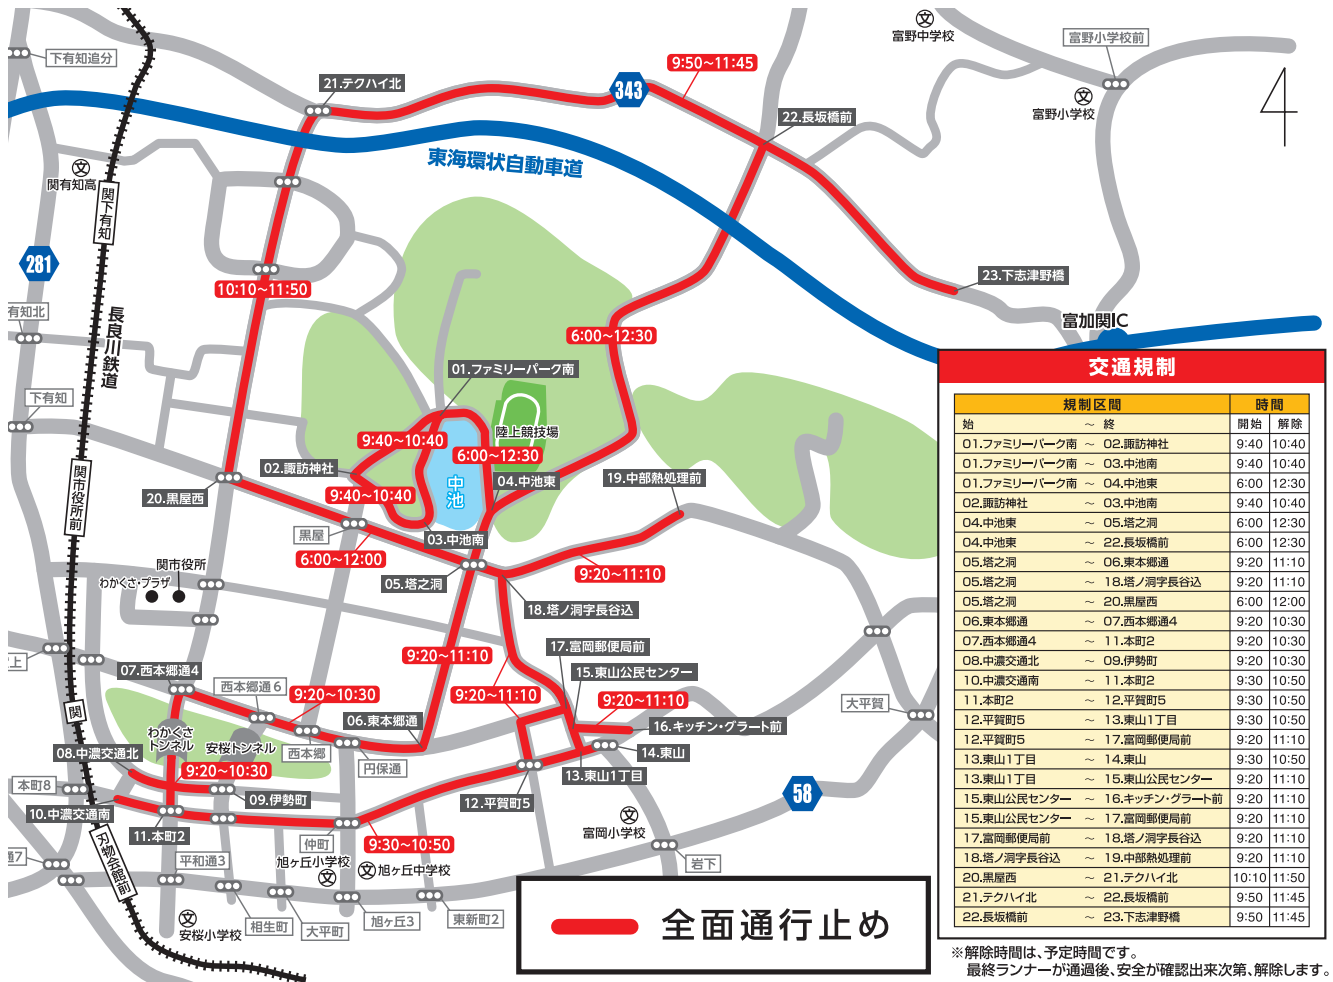 富野中学校
富野小学校前
下有知追分
9:50～11:45
21.テクハイ北
343
富野小学校
22.長坂橋前
東海環状自動車道
関有知高
関下有知
281
23.下志津野橋
10:10～11:50
有知北
長良川鉄道
富加関IC
6:00～12:30
01.ファミリーパーク南
下有知
陸上競技場
9:40～10:40
6:00～12:30
02.諏訪神社
関市役所前
20.黒屋西
9:40～10:40
中池
04.中池東
19.中部熱処理前
黒屋
03.中池南
6:00～12:00
関市役所
わかくさ・プラザ
05.塔之洞
9:20～11:10
18.塔ノ洞字長谷込
17.富岡郵便局前
上
07.西本郷通4
9:20～11:10
15.東山公民センター
西本郷通6
9:20～10:30
9:20～11:10
9:20～11:10
大平賀
関
06.東本郷通
16.キッチン・グラート前
わかくさ
トンネル
安桜トンネル
西本郷
08.中濃交通北
14.東山
9:20～10:30
円保通
13.東山1丁目
本町8
09.伊勢町
12.平賀町5
58
10.中濃交通南
11.本町2
仲町
9:30～10:50
富岡小学校
刃物会館前
通7
平和通3
旭ヶ丘小学校
旭ヶ丘中学校
岩下
相生町
大平町
旭ヶ丘3
東新町2
安桜小学校
全面通行止め
交通規制
規制区間 時間
始 ～ 終 開始 解除
01.ファミリーパーク南 ～ 02.諏訪神社 9:40 10:40
01.ファミリーパーク南 ～ 03.中池南 9:40 10:40
01.ファミリーパーク南 ～ 04.中池東 6:00 12:30
02.諏訪神社 ～ 03.中池南 9:40 10:40
04.中池東 ～ 05.塔之洞 6:00 12:30
04.中池東 ～ 22.長坂橋前 6:00 12:30
05.塔之洞 ～ 06.東本郷通 9:20 11:10
05.塔之洞 ～ 18.塔ノ洞字長谷込 9:20 11:10
05.塔之洞 ～ 20.黒屋西 6:00 12:00
06.東本郷通 ～ 07.西本郷通4 9:20 10:30
07.西本郷通4 ～ 11.本町2 9:20 10:30
08.中濃交通北 ～ 09.伊勢町 9:20 10:30
10.中濃交通南 ～ 11.本町2 9:30 10:50
11.本町2 ～ 12.平賀町5 9:30 10:50
12.平賀町5 ～ 13.東山1丁目 9:30 10:50
12.平賀町5 ～ 17.富岡郵便局前 9:20 11:10
13.東山1丁目 ～ 14.東山 9:30 10:50
13.東山1丁目 ～ 15.東山公民センター 9:20 11:10
15.東山公民センター ～ 16.キッチン・グラート前 9:20 11:10
15.東山公民センター ～ 17.富岡郵便局前 9:20 11:10
17.富岡郵便局前 ～ 18.塔ノ洞字長谷込 9:20 11:10
18.塔ノ洞字長谷込 ～ 19.中部熱処理前 9:20 11:10
20.黒屋西 ～ 21.テクハイ北 10:10 11:50
21.テクハイ北 ～ 22.長坂橋前 9:50 11:45
22.長坂橋前 ～ 23.下志津野橋 9:50 11:45
※解除時間は、予定時間です。
最終ランナーが通過後、安全が確認出来次第、解除します。